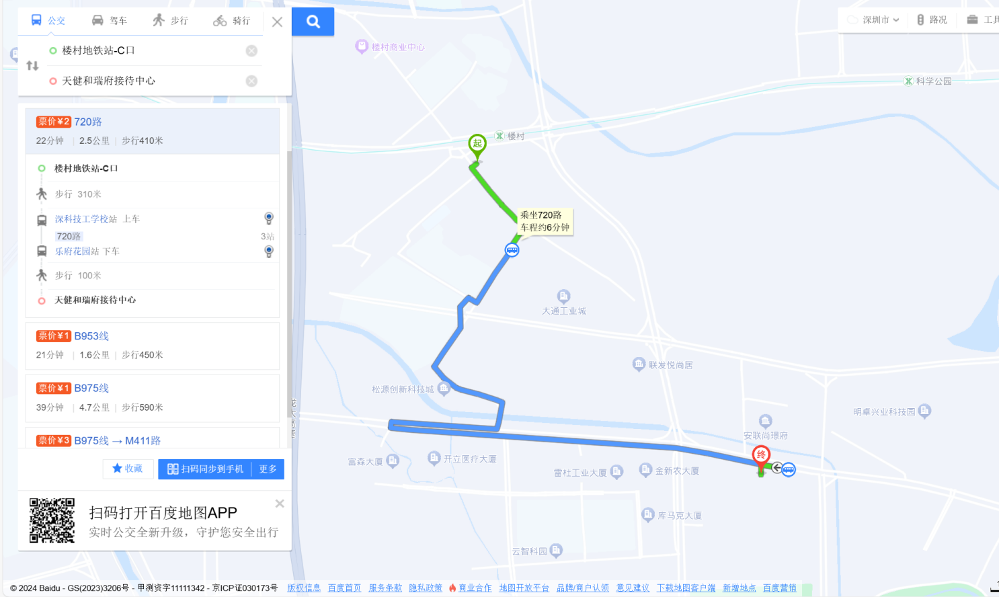 公交
驾车
步行
骑行
楼村地铁站-C口
天健和瑞府接待中心
票价¥2 720路
22分钟 | 2.5公里 | 步行410米
楼村地铁站-C口
步行 310米
深科技工学校站 上车
720路 3站
乐府花园站 下车
步行 100米
天健和瑞府接待中心
票价¥1 B953线
21分钟 | 1.6公里 | 步行450米
票价¥1 B975线
39分钟 | 4.7公里 | 步行590米
票价¥3 B975线 → M411路
收藏
扫码同步到手机 | 更多
扫码打开百度地图APP
实时公交全新升级，守护您安全出行
深圳市
路况
工具
楼村商业中心
科学公园
楼村
起
乘坐720路
车程约6分钟
大通工业城
联发悦尚居
松源创新科技城
龙大高速
明卓兴业科技园
安联尚璟府
终
富森大厦
开立医疗大厦
雷杜工业大厦
金新农大厦
库马克大厦
云智科园
© 2024 Baidu - GS(2023)3206号 - 甲测资字11111342 - 京ICP证030173号 版权信息 百度首页 服务条款 隐私政策 商业合作 地图开放平台 品牌/商户认领 意见建议 下载地图客户端 新增地点 百度营销